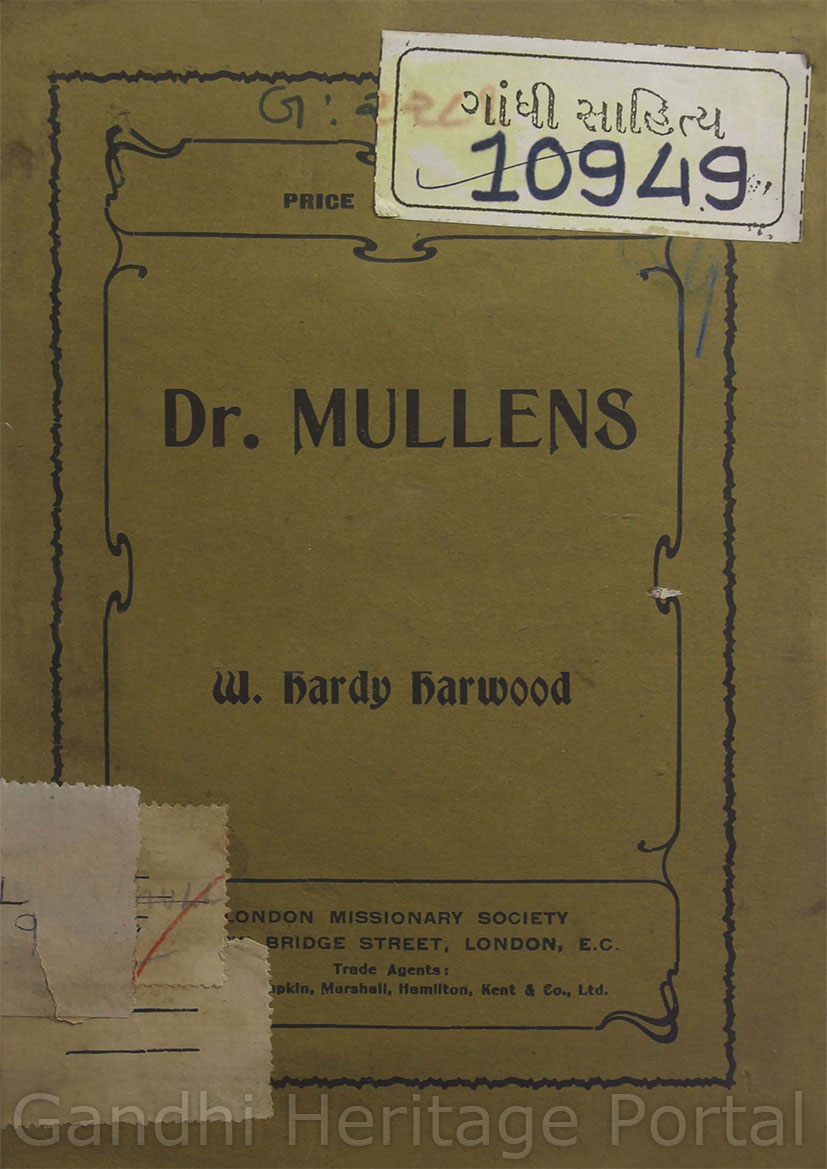 ગાંધી સાહિત્ય
10949
PRICE
Dr. MULLENS
W. Hardy Harwood
LONDON MISSIONARY SOCIETY
BRIDGE STREET, LONDON, E.C.
Trade Agents:
Marshall, Hamilton, Kent & Co., Ltd.
Gandhi Heritage Portal